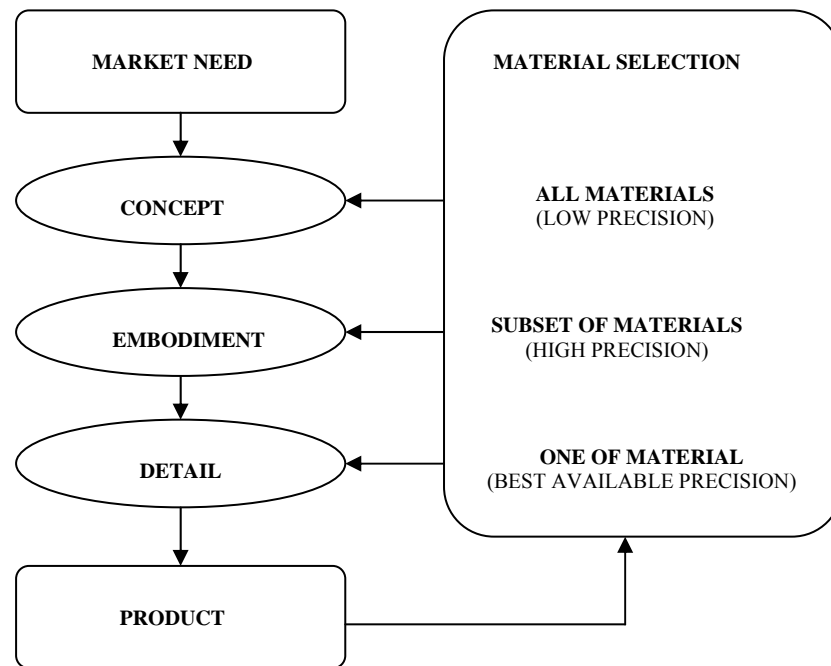 MARKET NEED
MATERIAL SELECTION
CONCEPT
ALL MATERIALS
(LOW PRECISION)
EMBODIMENT
SUBSET OF MATERIALS
(HIGH PRECISION)
DETAIL
ONE OF MATERIAL
(BEST AVAILABLE PRECISION)
PRODUCT